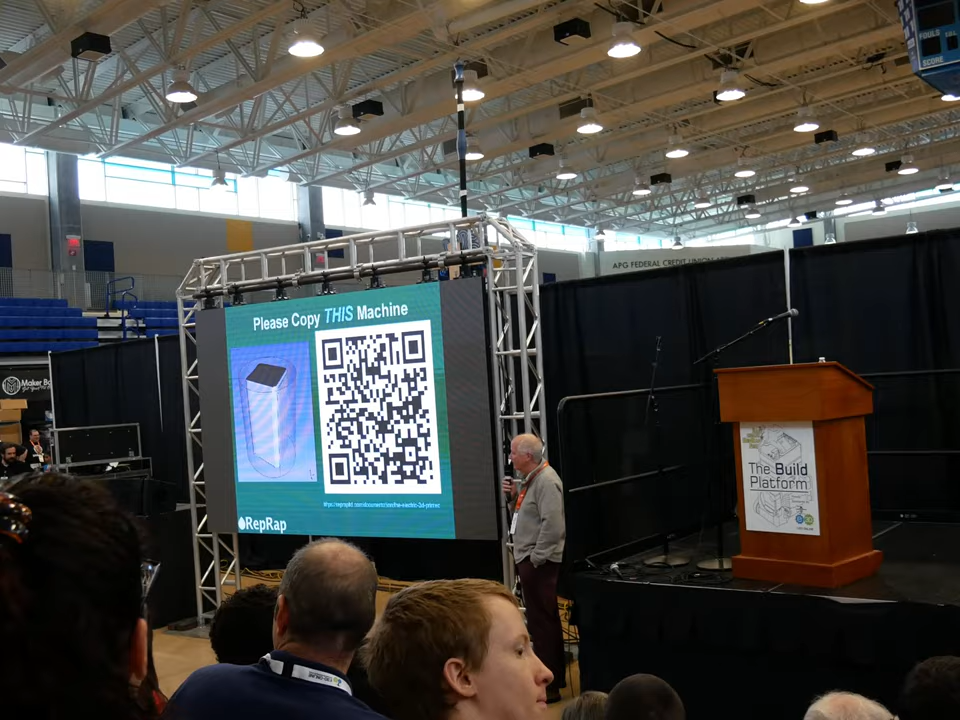 FOULS
SCORE
APG FEDERAL CREDIT UNION
Please Copy THIS Machine
Maker
RepRap
The Build
Platform